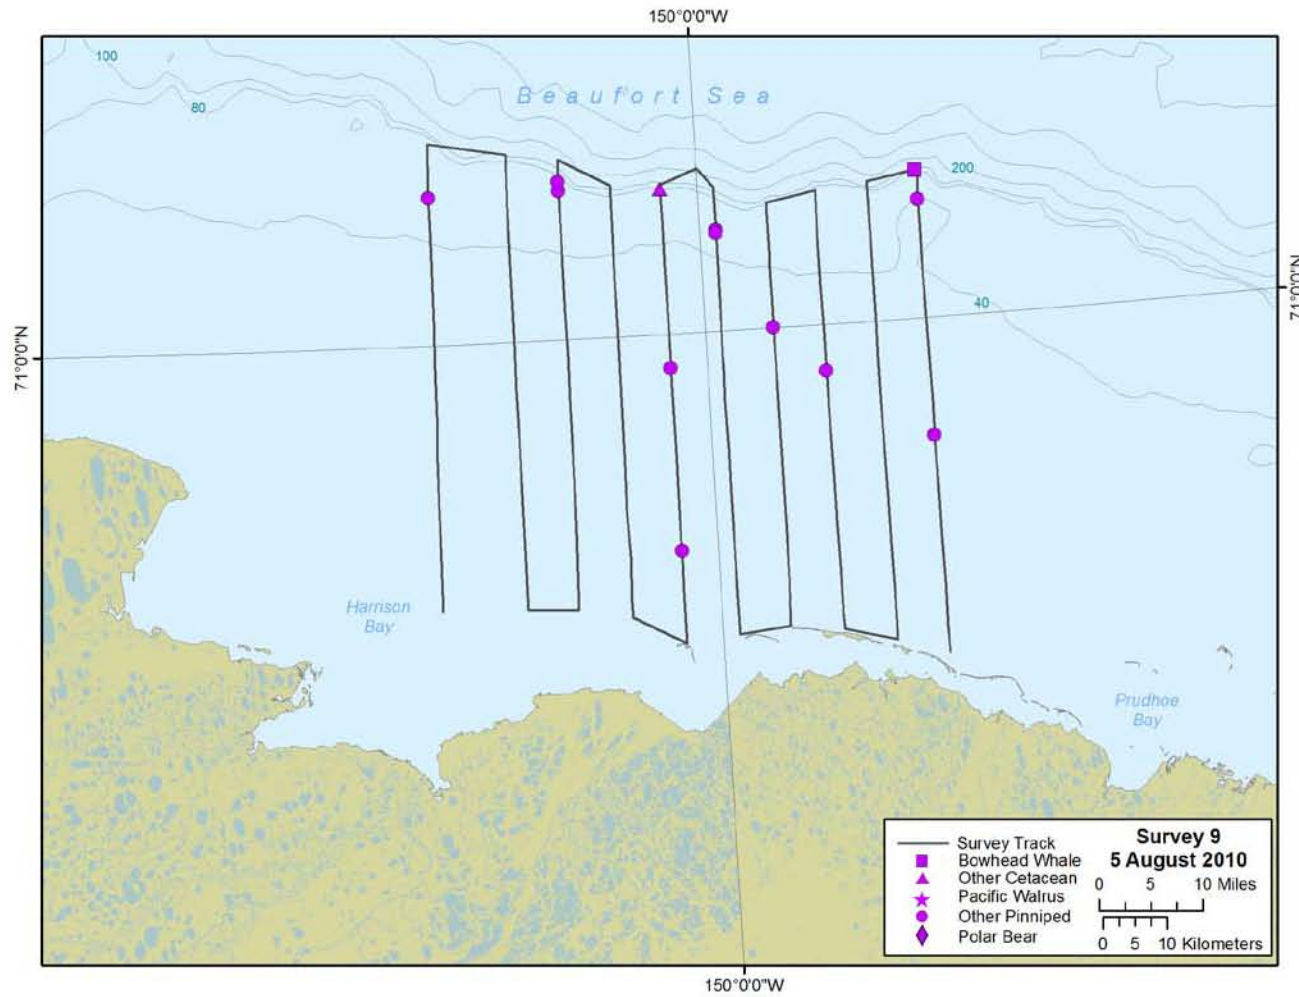 150°0'0"W
100
Beaufort Sea
80
200
71°0'0"N
40
71°0'0"N
Harrison
Bay
Prudhoe
Bay
Survey Track
Bowhead Whale
Other Cetacean
Pacific Walrus
Other Pinniped
Polar Bear
Survey 9
5 August 2010
0 5 10 Miles
0 5 10 Kilometers
150°0'0"W